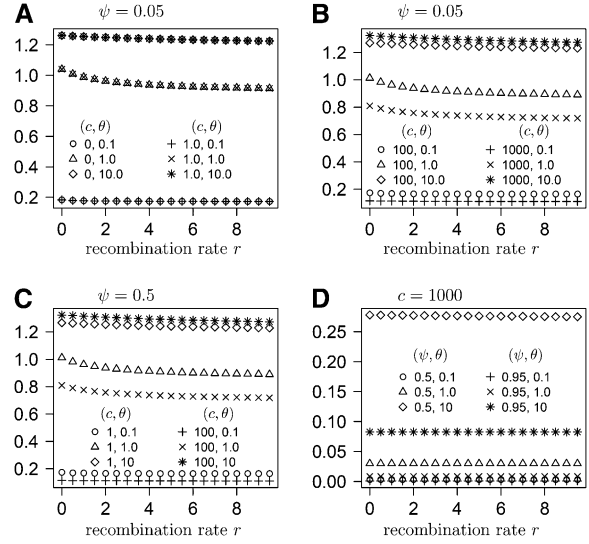 A
ψ = 0.05
1.2
1.0
0.8
0.6
0.4
0.2
(c, θ) (c, θ)
○ 0, 0.1 + 1.0, 0.1
△ 0, 1.0 × 1.0, 1.0
◇ 0, 10.0 ✳ 1.0, 10.0
0 2 4 6 8
recombination rate r
B
ψ = 0.05
1.2
1.0
0.8
0.6
0.4
0.2
(c, θ) (c, θ)
○ 100, 0.1 + 1000, 0.1
△ 100, 1.0 × 1000, 1.0
◇ 100, 10.0 ✳ 1000, 10.0
0 2 4 6 8
recombination rate r
C
ψ = 0.5
1.2
1.0
0.8
0.6
0.4
0.2
(c, θ) (c, θ)
○ 1, 0.1 + 100, 0.1
△ 1, 1.0 × 100, 1.0
◇ 1, 10 ✳ 100, 10
0 2 4 6 8
recombination rate r
D
c = 1000
0.25
0.20
0.15
0.10
0.05
0.00
(ψ, θ) (ψ, θ)
○ 0.5, 0.1 + 0.95, 0.1
△ 0.5, 1.0 × 0.95, 1.0
◇ 0.5, 10 ✳ 0.95, 10
0 2 4 6 8
recombination rate r